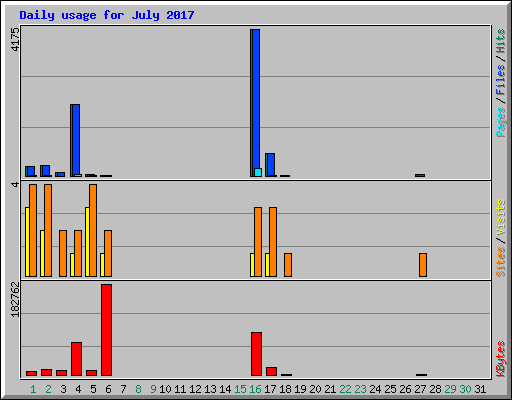 Daily usage for July 2017
4175
Pages/Files/Hits
4
Sites/Visits
182762
KBytes
1 2 3 4 5 6 7 8 9 10 11 12 13 14 15 16 17 18 19 20 21 22 23 24 25 26 27 28 29 30 31